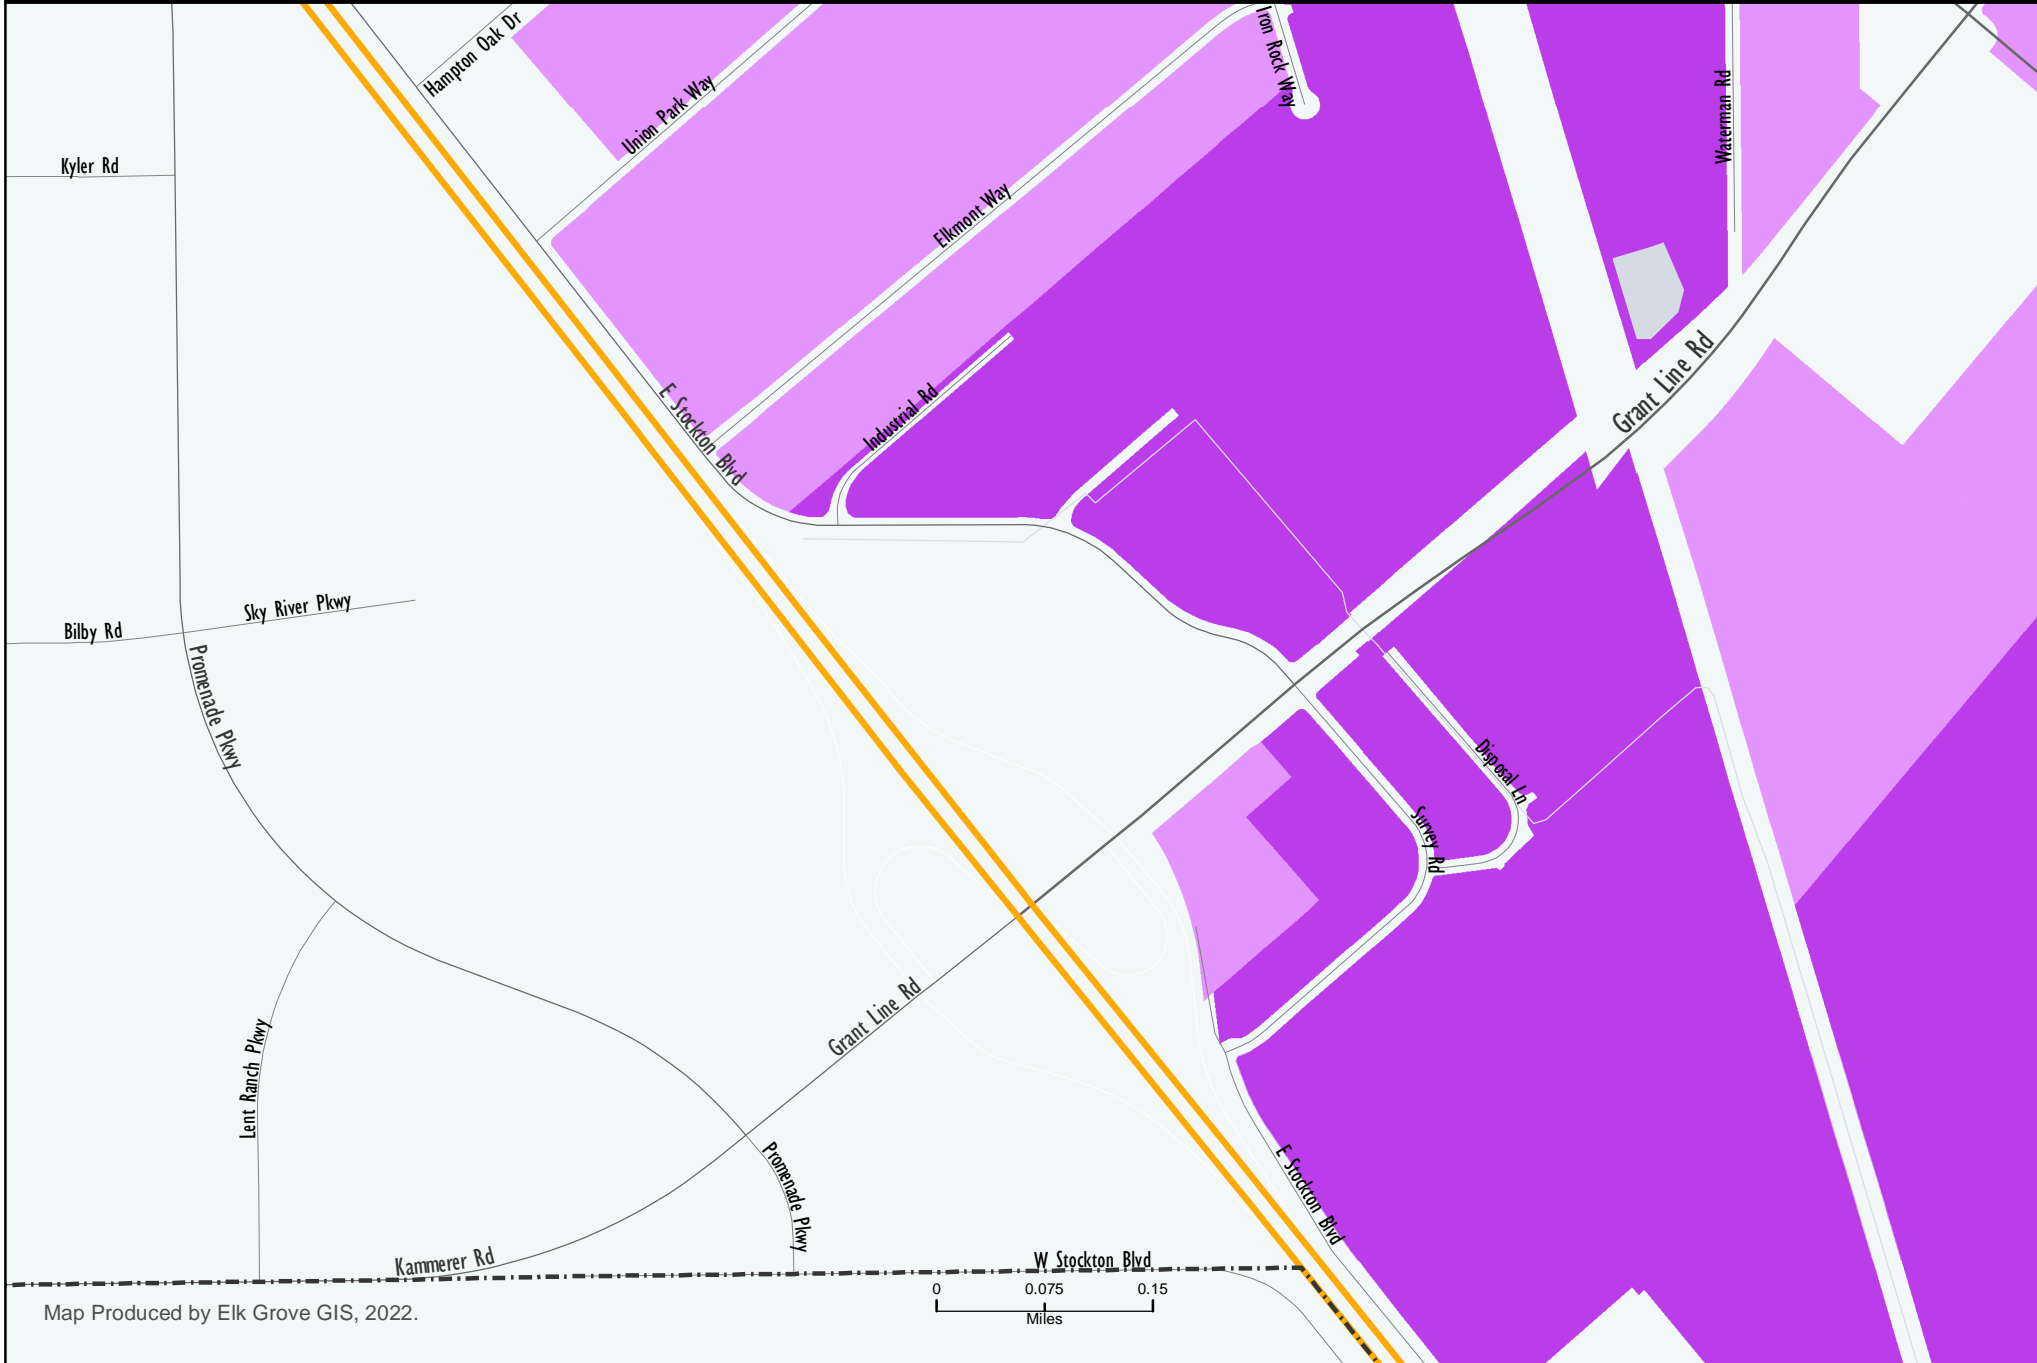 Hampton Oak Dr
Iron Rock Way
Union Park Way
Waterman Rd
Kyler Rd
Elkmont Way
Grant Line Rd
E Stockton Blvd
Industrial Rd
Sky River Pkwy
Bilby Rd
Promenade Pkwy
Disposal Ln
Survey Rd
Grant Line Rd
Lent Ranch Pkwy
Promenade Pkwy
E Stockton Blvd
Kammerer Rd
W Stockton Blvd
0 0.075 0.15
Miles
Map Produced by Elk Grove GIS, 2022.